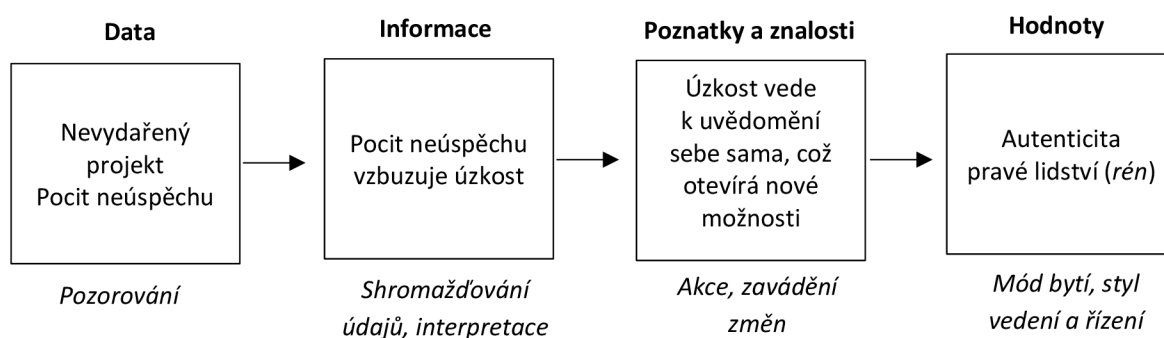 Data
Nevydařený
projekt
Pocit neúspěchu
Pozorování
Informace
Pocit neúspěchu
vzbuzuje úzkost
Shromažďování
údajů, interpretace
Poznatky a znalosti
Úzkost vede
k uvědomění
sebe sama, což
otevírá nové
možnosti
Akce, zavádění
změn
Hodnoty
Autenticita
pravé lidství (rén)
Mód bytí, styl
vedení a řízení